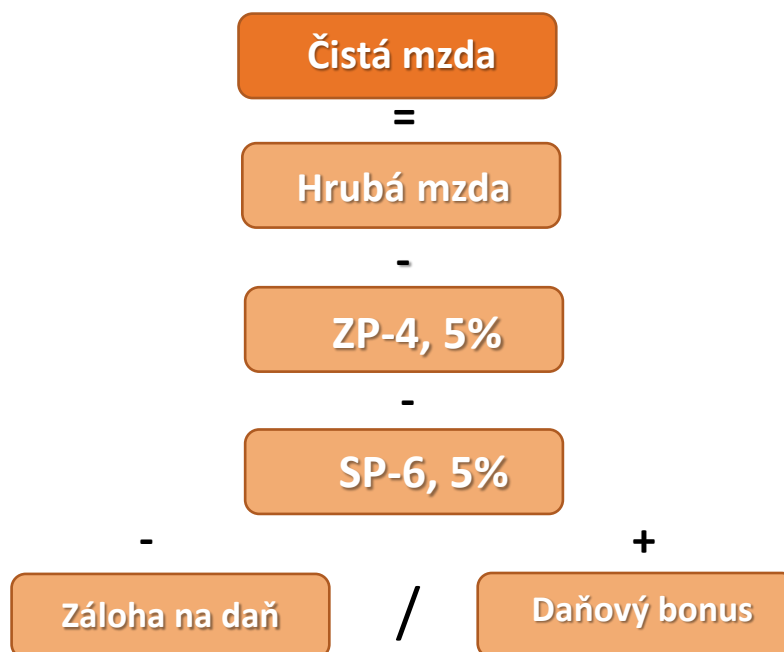 Čistá mzda
=
Hrubá mzda
-
ZP-4, 5%
-
SP-6, 5%
- +
Záloha na daň / Daňový bonus